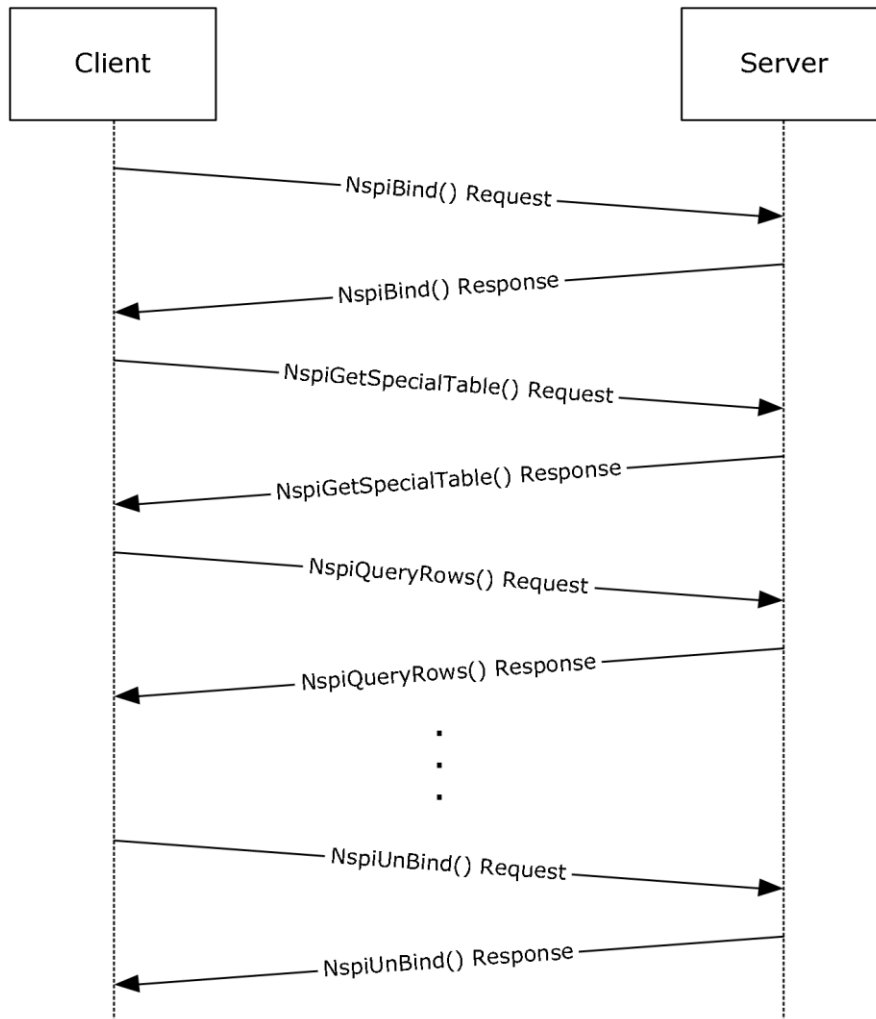 Client
Server
NspiBind() Request
NspiBind() Response
NspiGetSpecialTable() Request
NspiGetSpecialTable() Response
NspiQueryRows() Request
NspiQueryRows() Response
.
.
.
NspiUnBind() Request
NspiUnBind() Response